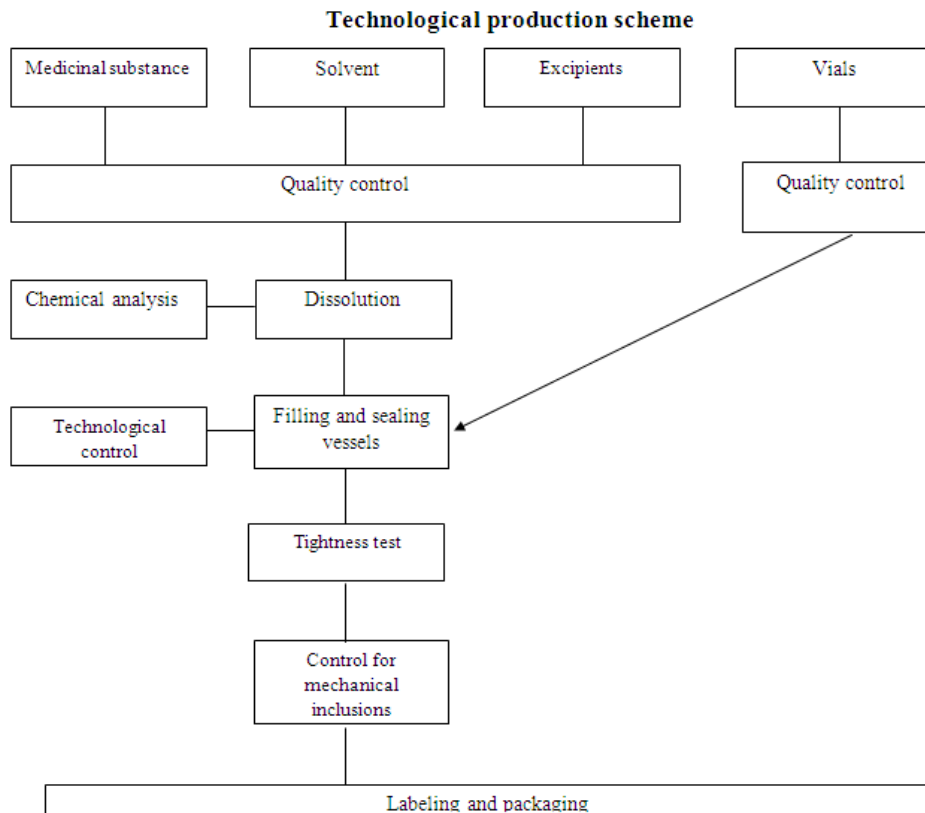 Technological production scheme
Medicinal substance
Solvent
Excipients
Vials
Quality control
Quality control
Chemical analysis
Dissolution
Technological
control
Filling and sealing
vessels
Tightness test
Control for
mechanical
inclusions
Labeling and packaging